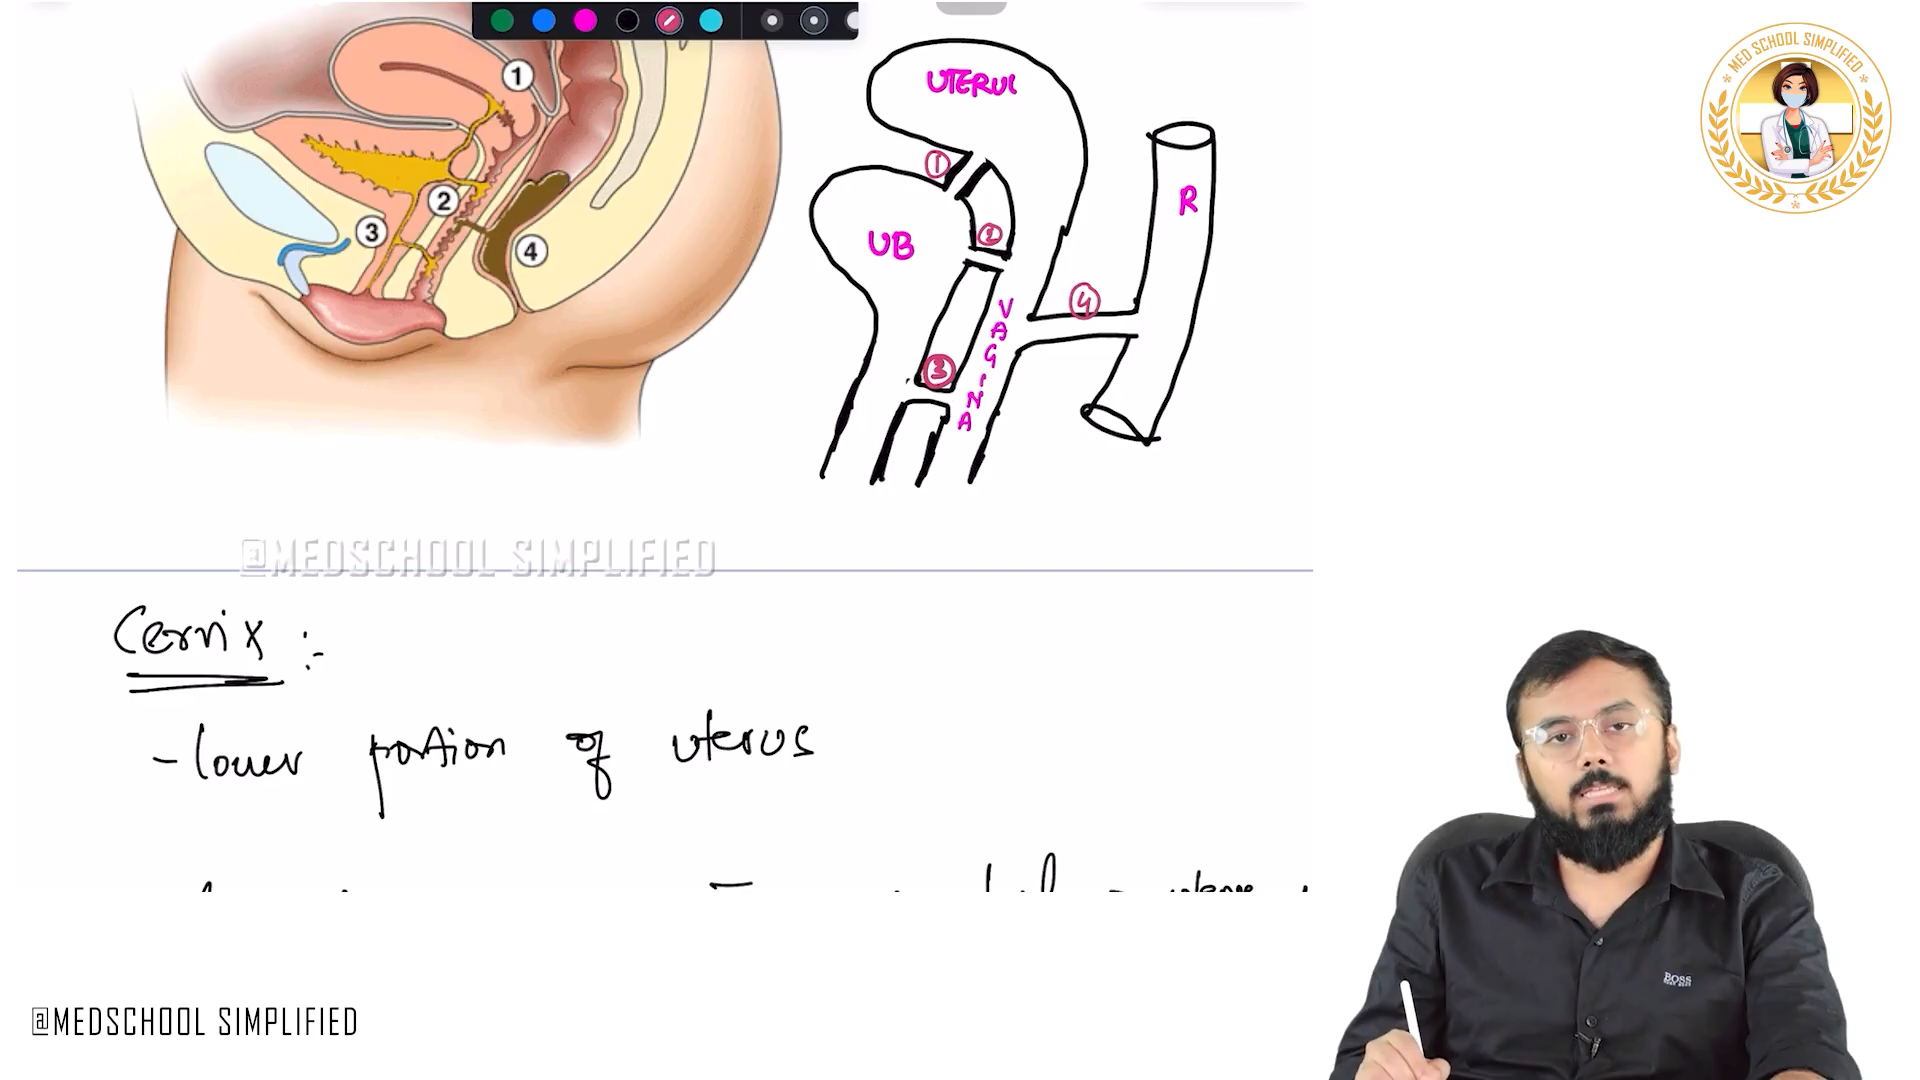 1
2
3
4
UTERUS
1
UB
2
R
4
3
VAGINA
* MED SCHOOL SIMPLIFIED *
@MEDSCHOOL SIMPLIFIED
Cervix :-
- lower portion of uterus
BOSS
@MEDSCHOOL SIMPLIFIED